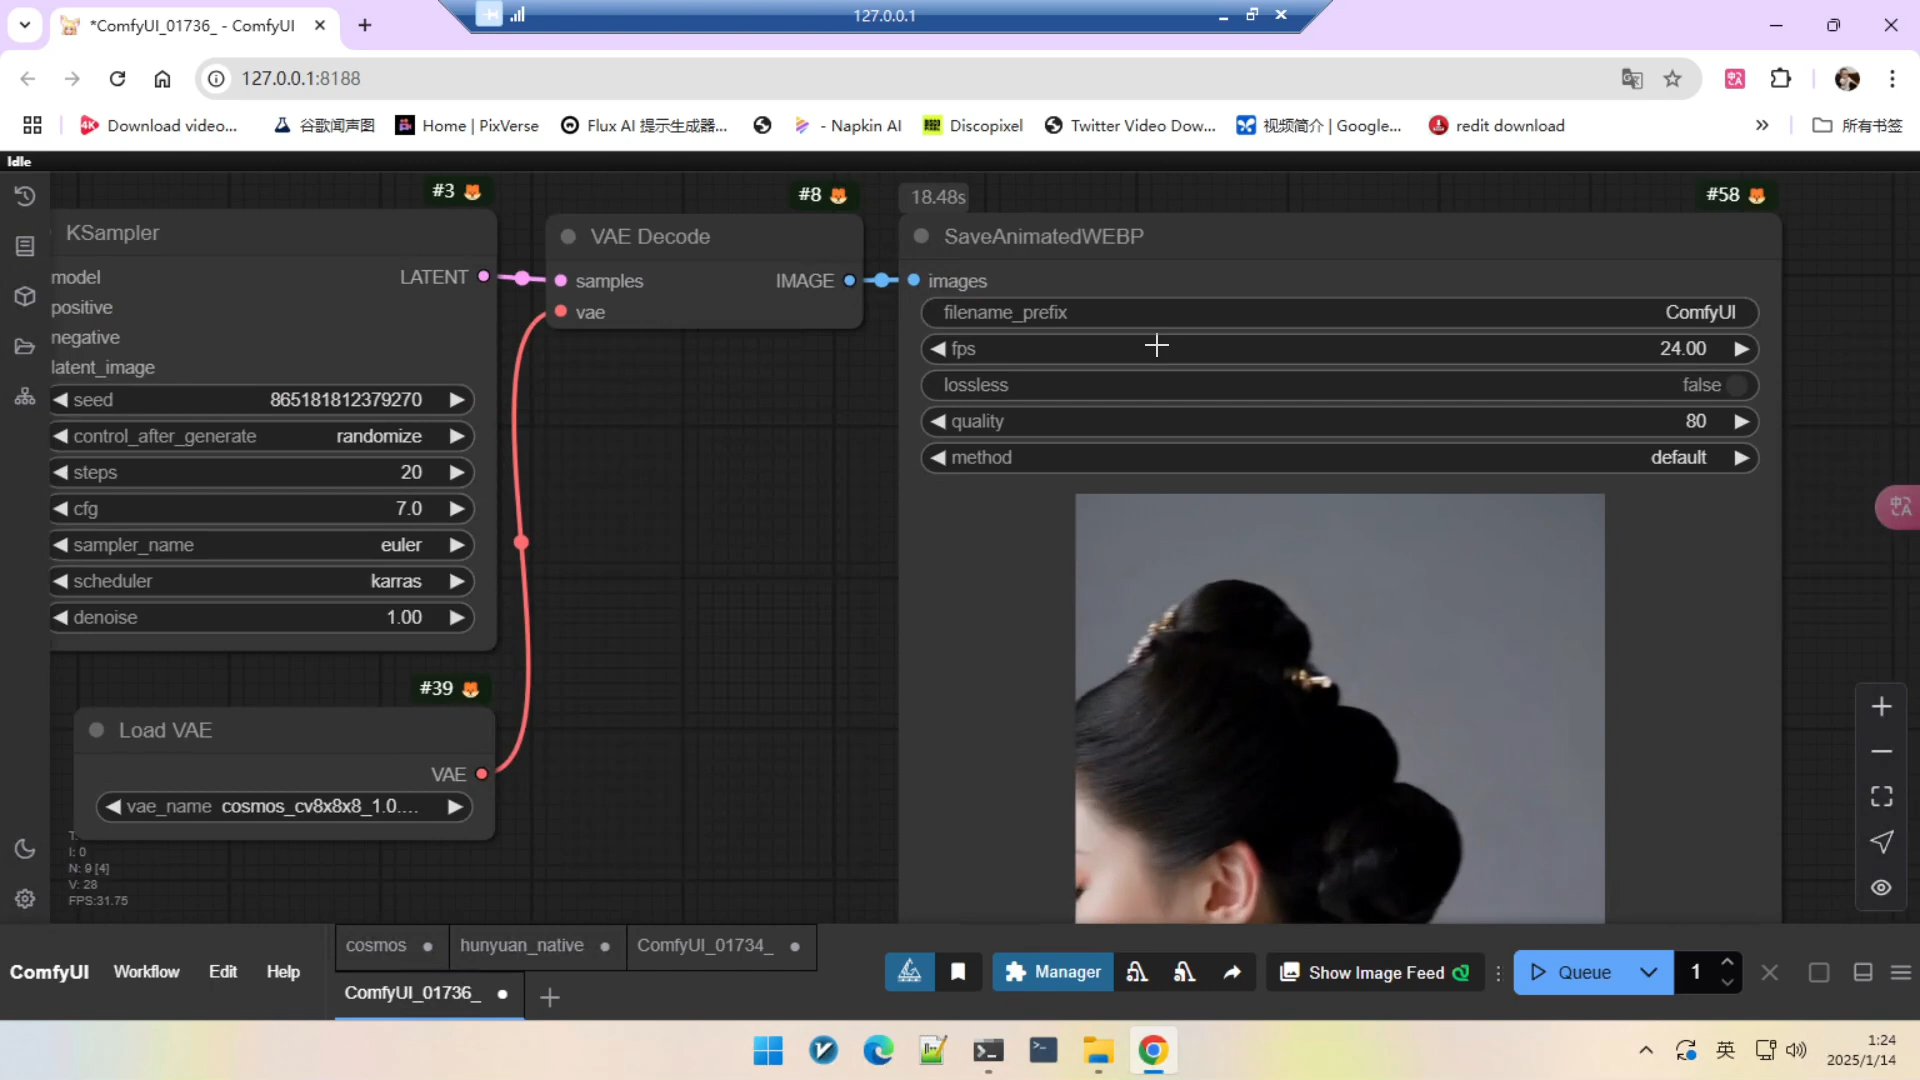 *ComfyUI_01736_ - ComfyUI
127.0.0.1
127.0.0.1:8188
Download video...
谷歌闻声图
Home | PixVerse
Flux AI 提示生成器...
- Napkin AI
Discopixel
Twitter Video Dow...
视频简介 | Google...
redit download
所有书签
Idle
#3
#8
18.48s
#58
KSampler
VAE Decode
SaveAnimatedWEBP
model
LATENT
samples
IMAGE
images
positive
vae
filename_prefix ComfyUI
negative
fps 24.00
latent_image
lossless false
seed 865181812379270
quality 80
control_after_generate randomize
method default
steps 20
cfg 7.0
sampler_name euler
scheduler karras
denoise 1.00
#39
Load VAE
VAE
vae_name cosmos_cv8x8x8_1.0....
I: 0
N: 9 [4]
V: 28
FPS:31.75
cosmos
hunyuan_native
ComfyUI_01734_
ComfyUI
Workflow
Edit
Help
ComfyUI_01736_
Manager
Show Image Feed
Queue
1
英
1:24
2025/1/14